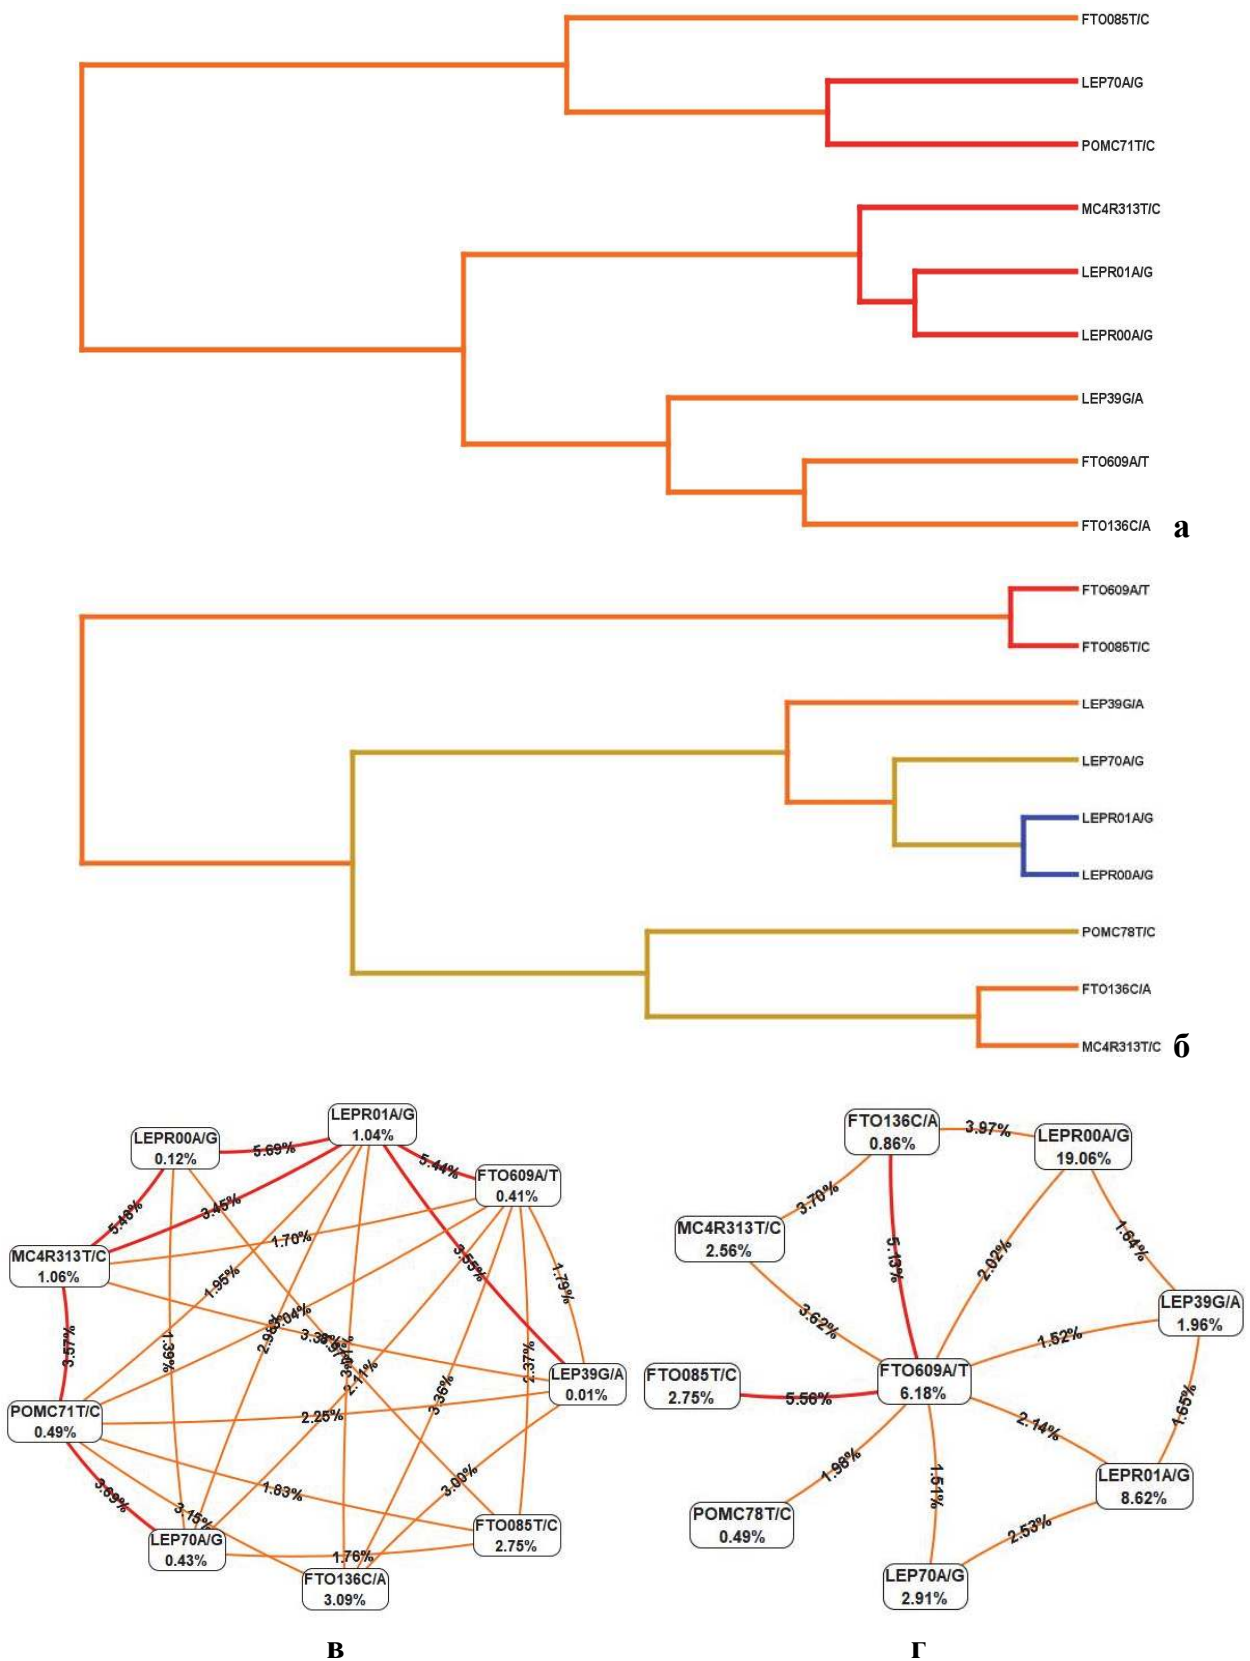 FTO085T/C
LEP70A/G
POMC71T/C
MC4R313T/C
LEPR01A/G
LEPR00A/G
LEP39G/A
FTO609A/T
FTO136C/A
а
FTO609A/T
FTO085T/C
LEP39G/A
LEP70A/G
LEPR01A/G
LEPR00A/G
POMC78T/C
FTO136C/A
MC4R313T/C
б
LEPR01A/G
1.04%
LEPR00A/G
0.12%
5.69%
5.44%
FTO609A/T
0.41%
5.48%
3.45%
MC4R313T/C
1.06%
1.70%
3.55%
1.79%
1.95%
3.57%
1.39%
2.11%
2.37%
LEP39G/A
0.01%
3.36%
POMC71T/C
0.49%
2.25%
3.89%
1.83%
3.00%
3.15%
LEP70A/G
0.43%
1.76%
FTO085T/C
2.75%
FTO136C/A
3.09%
в
FTO136C/A
0.86%
3.97%
LEPR00A/G
19.06%
3.70%
MC4R313T/C
2.56%
5.13%
2.02%
1.64%
LEP39G/A
1.96%
3.62%
1.52%
FTO085T/C
2.75%
5.56%
FTO609A/T
6.18%
2.14%
1.65%
1.98%
1.51%
LEPR01A/G
8.62%
POMC78T/C
0.49%
2.53%
LEP70A/G
2.91%
г